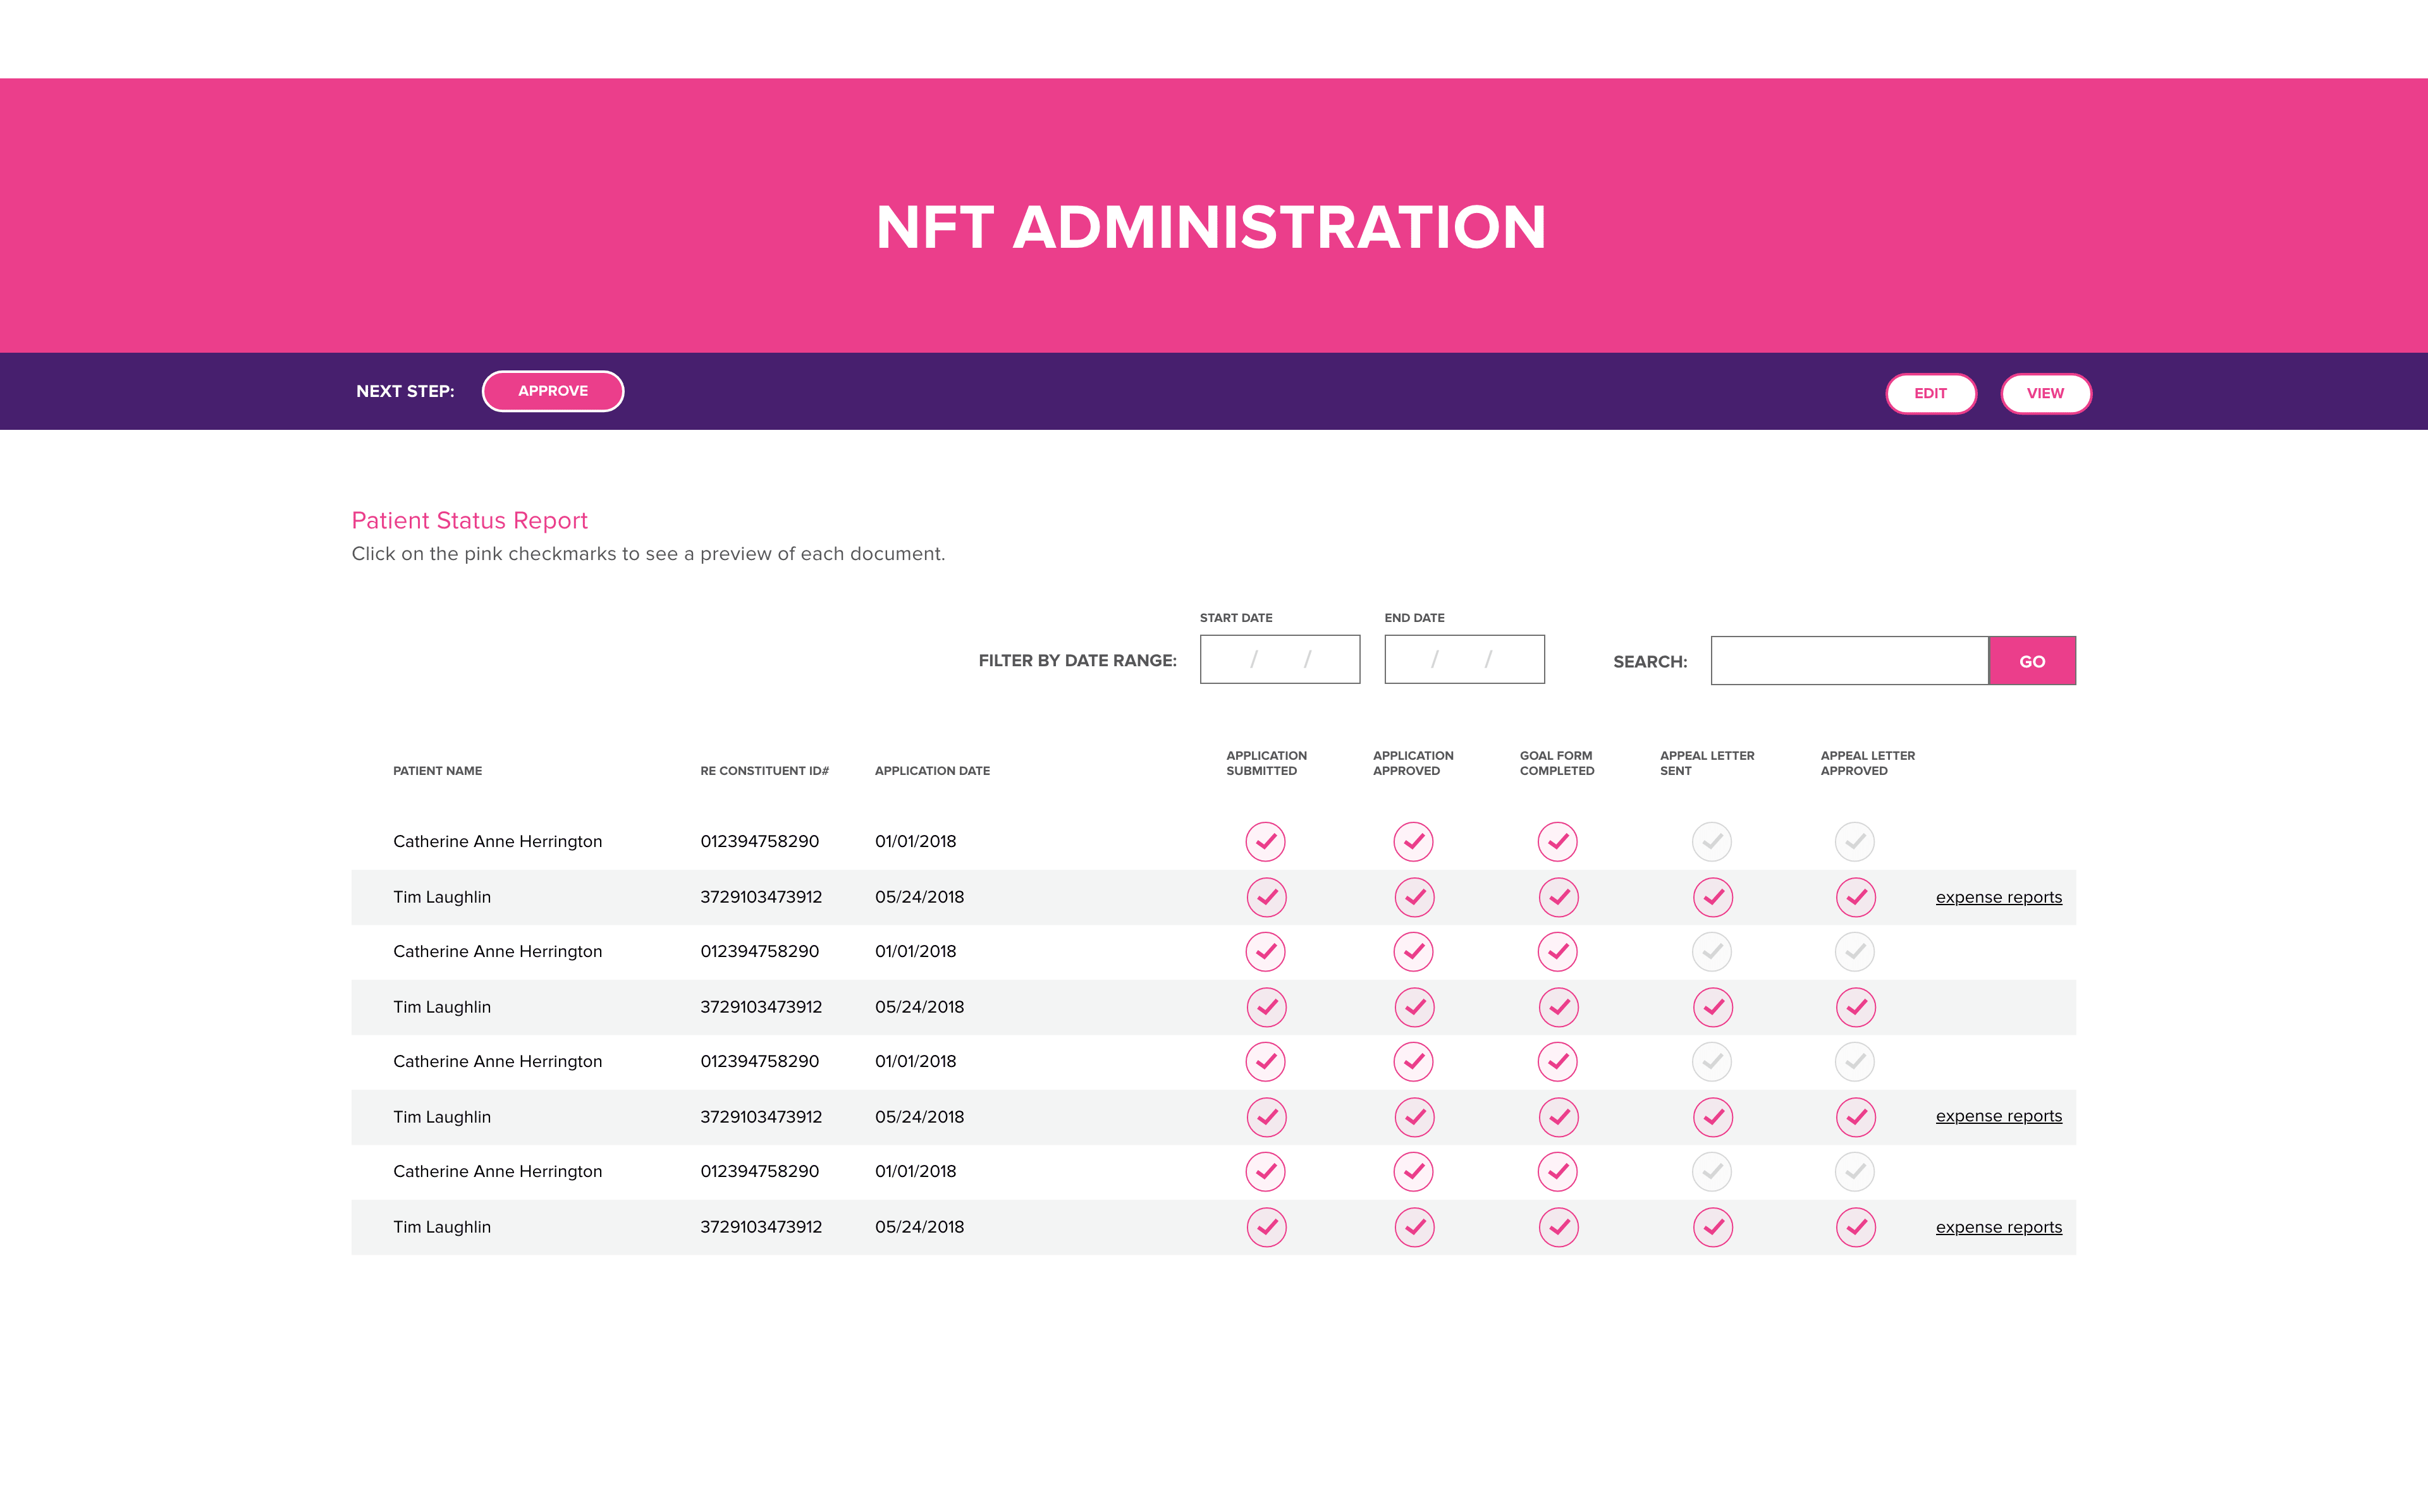 NFT ADMINISTRATION
NEXT STEP: APPROVE EDIT VIEW
Patient Status Report
Click on the pink checkmarks to see a preview of each document.
START DATE END DATE
FILTER BY DATE RANGE: / / / / SEARCH: GO
PATIENT NAME RE CONSTITUENT ID# APPLICATION DATE APPLICATION SUBMITTED APPLICATION APPROVED GOAL FORM COMPLETED APPEAL LETTER SENT APPEAL LETTER APPROVED
Catherine Anne Herrington 012394758290 01/01/2018
Tim Laughlin 3729103473912 05/24/2018 expense reports
Catherine Anne Herrington 012394758290 01/01/2018
Tim Laughlin 3729103473912 05/24/2018
Catherine Anne Herrington 012394758290 01/01/2018
Tim Laughlin 3729103473912 05/24/2018 expense reports
Catherine Anne Herrington 012394758290 01/01/2018
Tim Laughlin 3729103473912 05/24/2018 expense reports